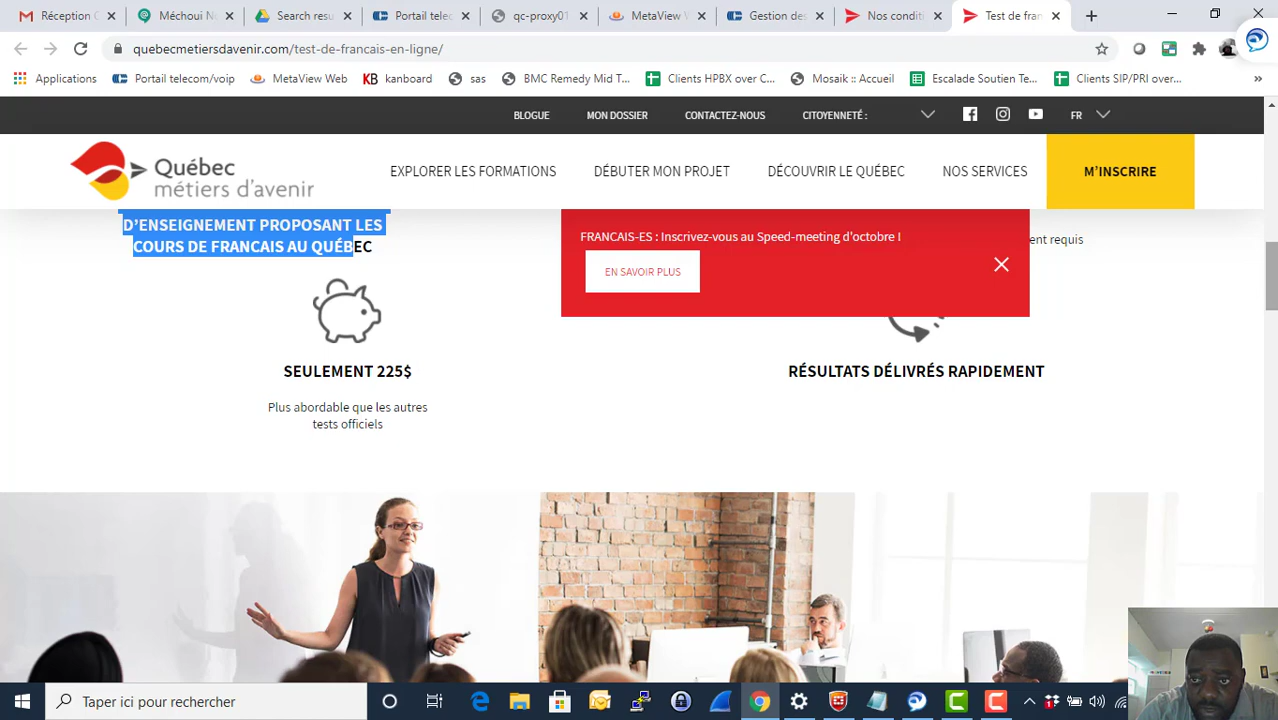 Réception G
Méchoui No
Search resu
Portail telec
qc-proxy01
MetaView W
Gestion des
Nos conditi
Test de fran
quebecmetiersdavenir.com/test-de-francais-en-ligne/
Applications
Portail telecom/voip
MetaView Web
KB kanboard
sas
BMC Remedy Mid T...
Clients HPBX over C...
Mosaik :: Accueil
Escalade Soutien Te...
Clients SIP/PRI over...
»
BLOGUE
MON DOSSIER
CONTACTEZ-NOUS
CITOYENNETÉ :
FR
Québec
métiers d'avenir
EXPLORER LES FORMATIONS
DÉBUTER MON PROJET
DÉCOUVRIR LE QUÉBEC
NOS SERVICES
M'INSCRIRE
D'ENSEIGNEMENT PROPOSANT LES
COURS DE FRANCAIS AU QUÉBEC
FRANCAIS-ES : Inscrivez-vous au Speed-meeting d'octobre !
EN SAVOIR PLUS
ent requis
SEULEMENT 225$
Plus abordable que les autres
tests officiels
RÉSULTATS DÉLIVRÉS RAPIDEMENT
Taper ici pour rechercher